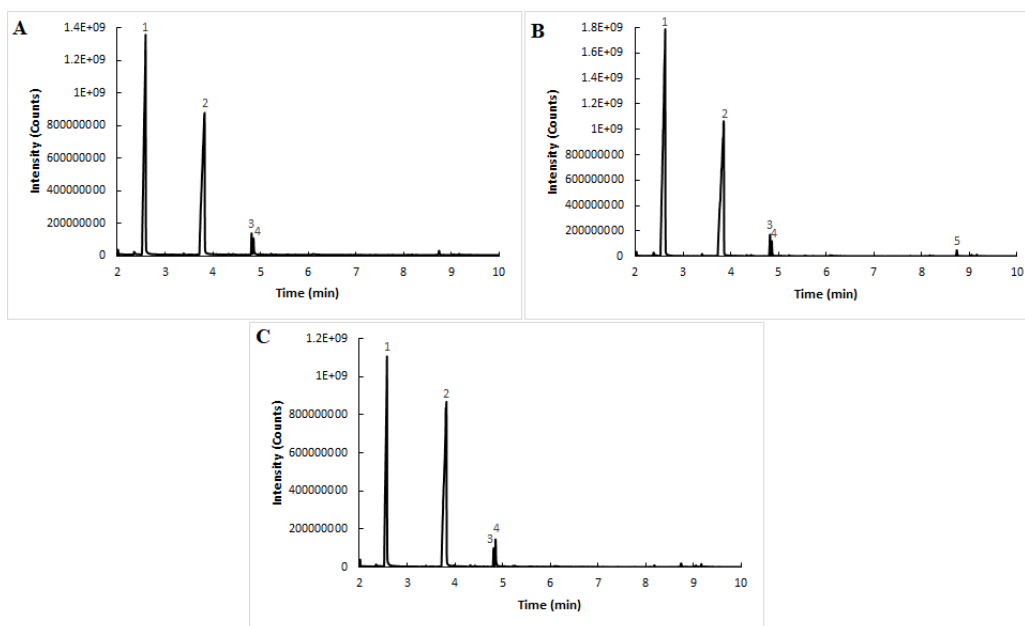 A
Intensity (Counts)
1.4E+09
1.2E+09
1E+09
800000000
600000000
400000000
200000000
0
1
2
3
4
2 3 4 5 6 7 8 9 10
Time (min)
B
Intensity (Counts)
1.8E+09
1.6E+09
1.4E+09
1.2E+09
1E+09
800000000
600000000
400000000
200000000
0
1
2
3
4
5
2 3 4 5 6 7 8 9 10
Time (min)
C
Intensity (Counts)
1.2E+09
1E+09
800000000
600000000
400000000
200000000
0
1
2
3
4
2 3 4 5 6 7 8 9 10
Time (min)